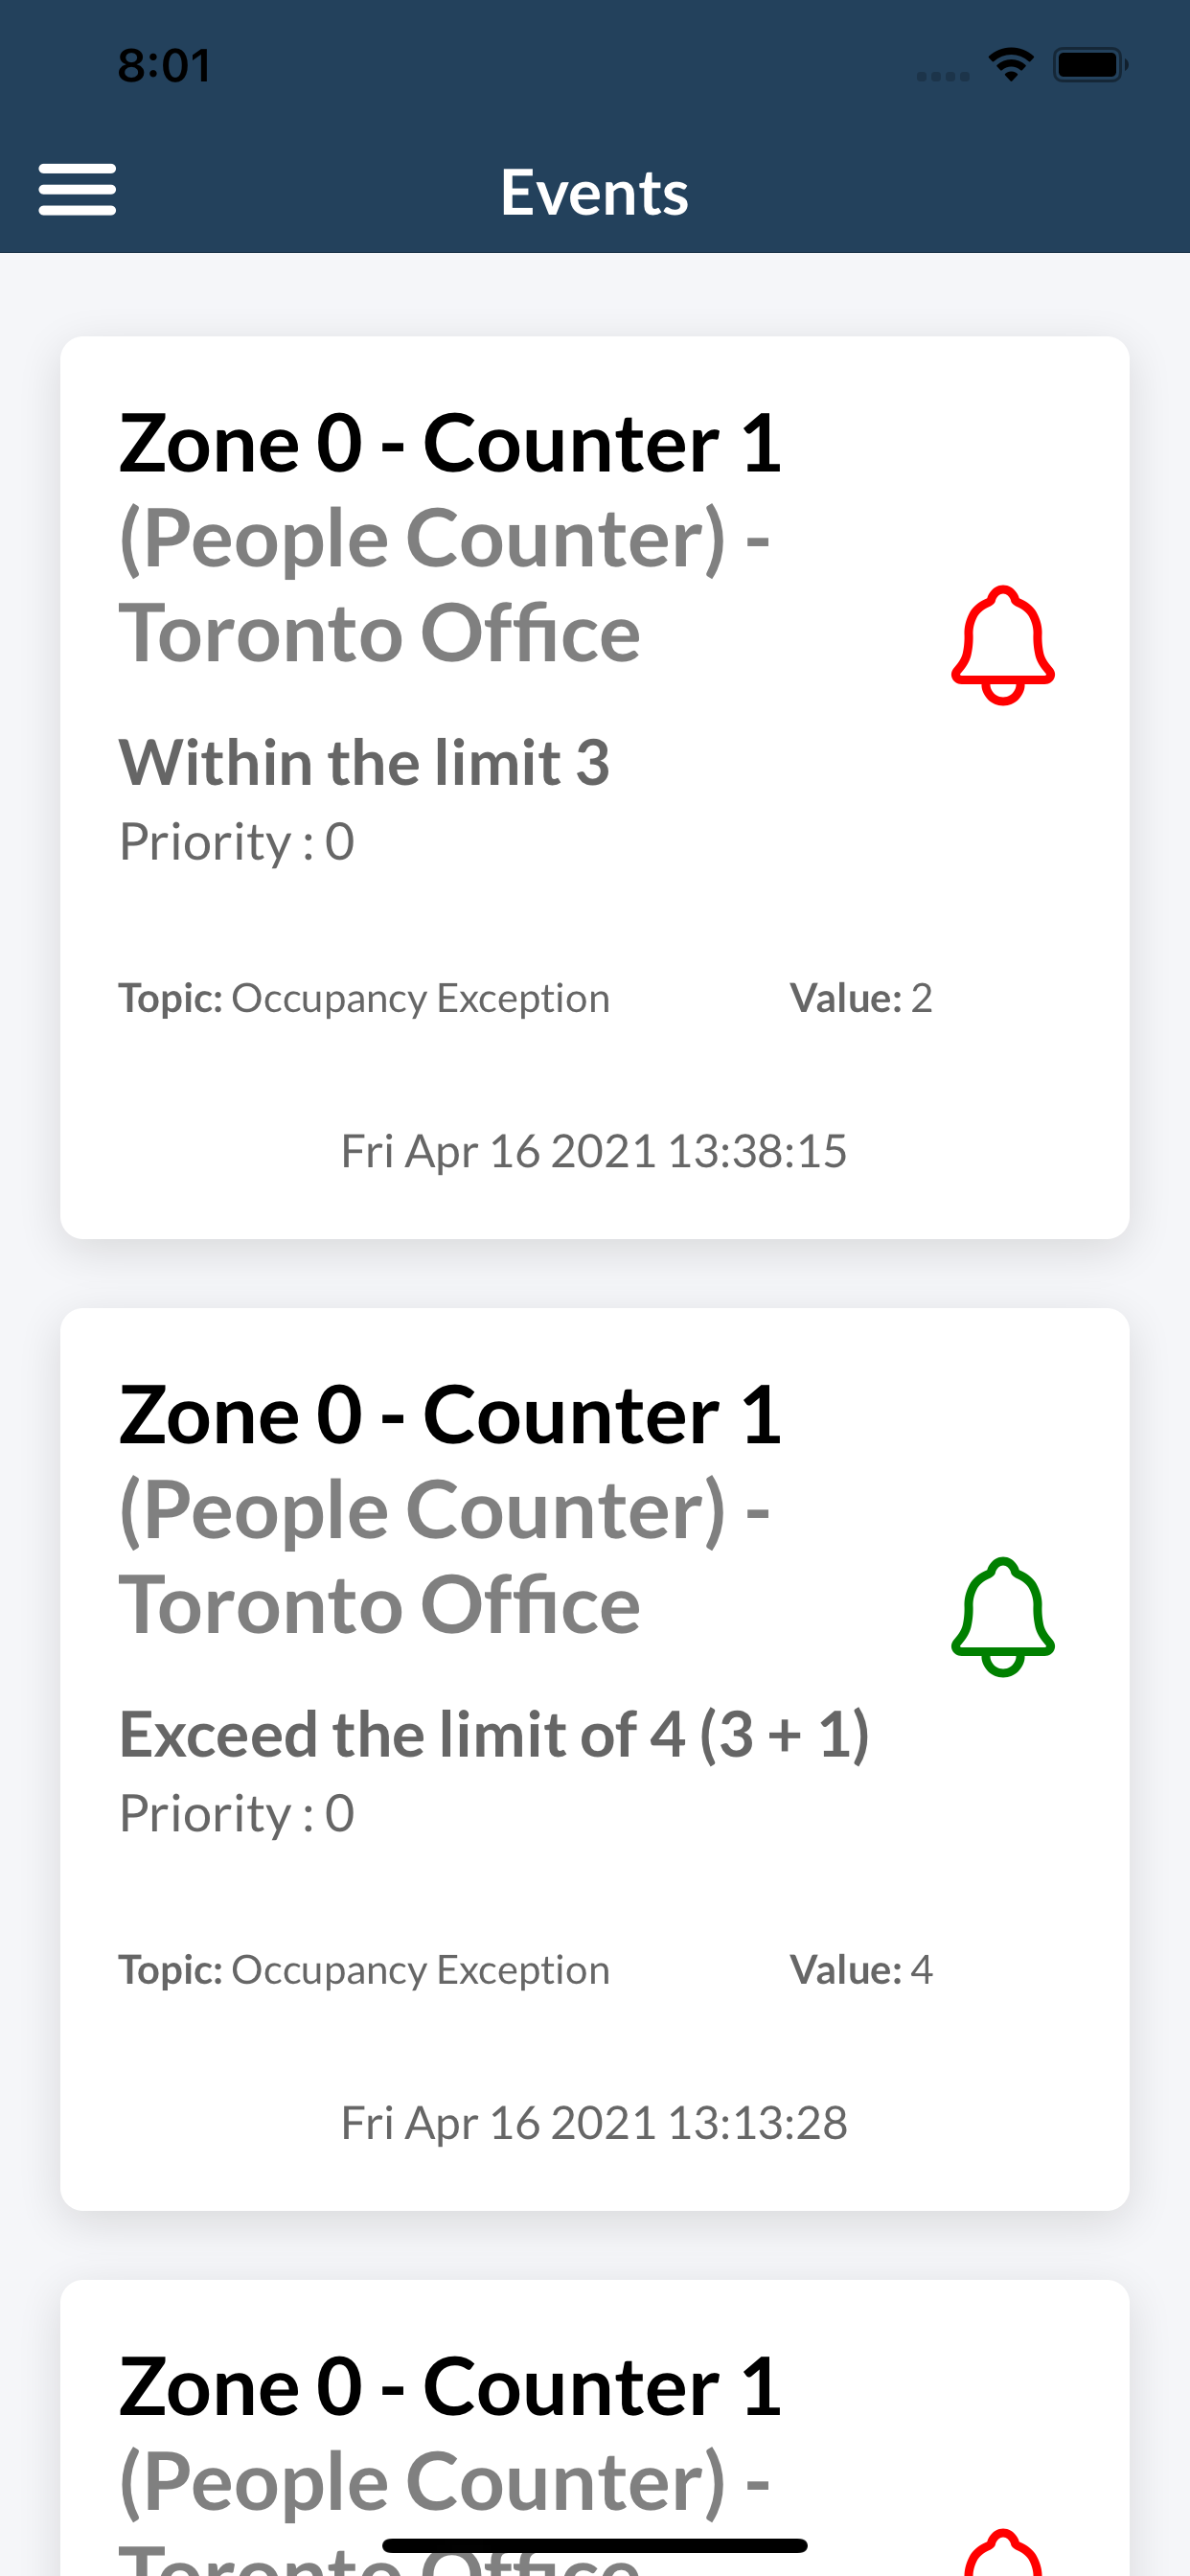 8:01
Events
Zone 0 - Counter 1
(People Counter) -
Toronto Office
Within the limit 3
Priority : 0
Topic: Occupancy Exception Value: 2
Fri Apr 16 2021 13:38:15
Zone 0 - Counter 1
(People Counter) -
Toronto Office
Exceed the limit of 4 (3 + 1)
Priority : 0
Topic: Occupancy Exception Value: 4
Fri Apr 16 2021 13:13:28
Zone 0 - Counter 1
(People Counter) -
Toronto Office